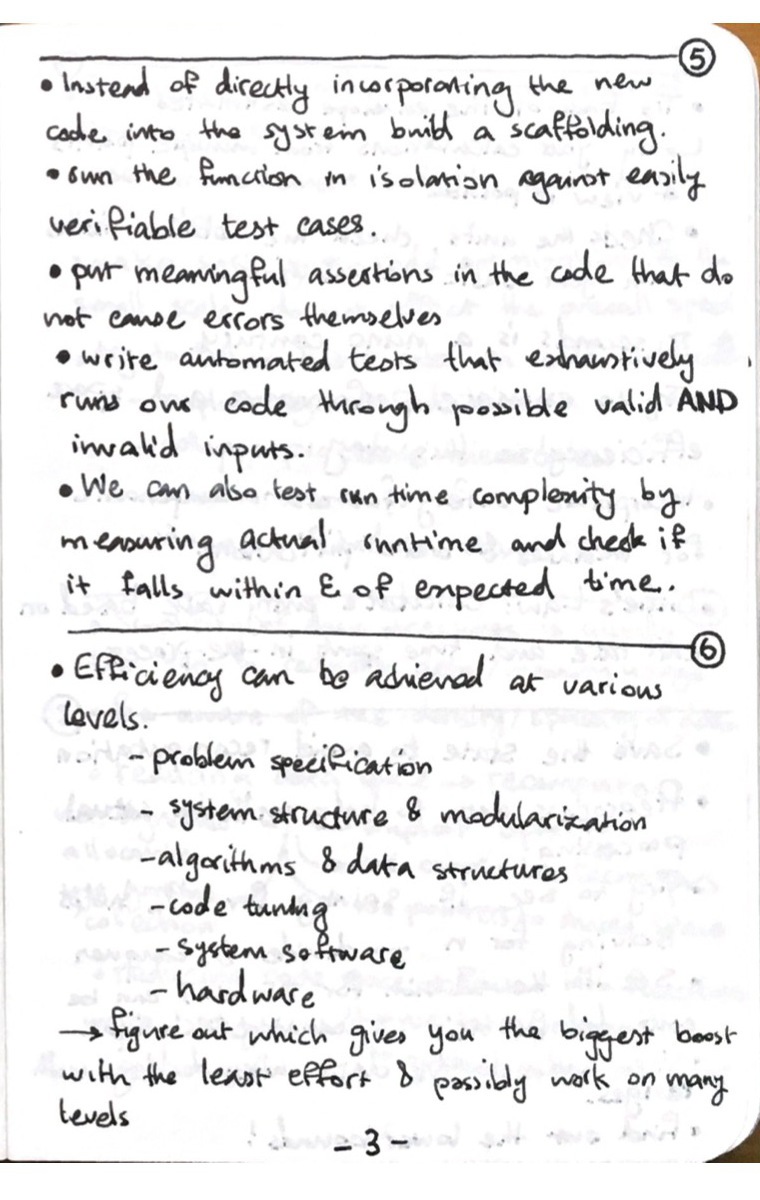 ⑤
• Instead of directly incorporating the new
code into the system build a scaffolding.
• run the function in isolation against easily
verifiable test cases.
• put meaningful assertions in the code that do
not cause errors themselves
• write automated tests that exhaustively
runs our code through possible valid AND
invalid inputs.
• We can also test run time complexity by
measuring actual runtime and check if
it falls within ε of expected time.
⑥
• Efficiency can be achieved at various
levels.
- problem specification
- system structure & modularization
- algorithms & data structures
- code tuning
- system software
- hardware
→ figure out which gives you the biggest boost
with the least effort & possibly work on many
levels
- 3 -